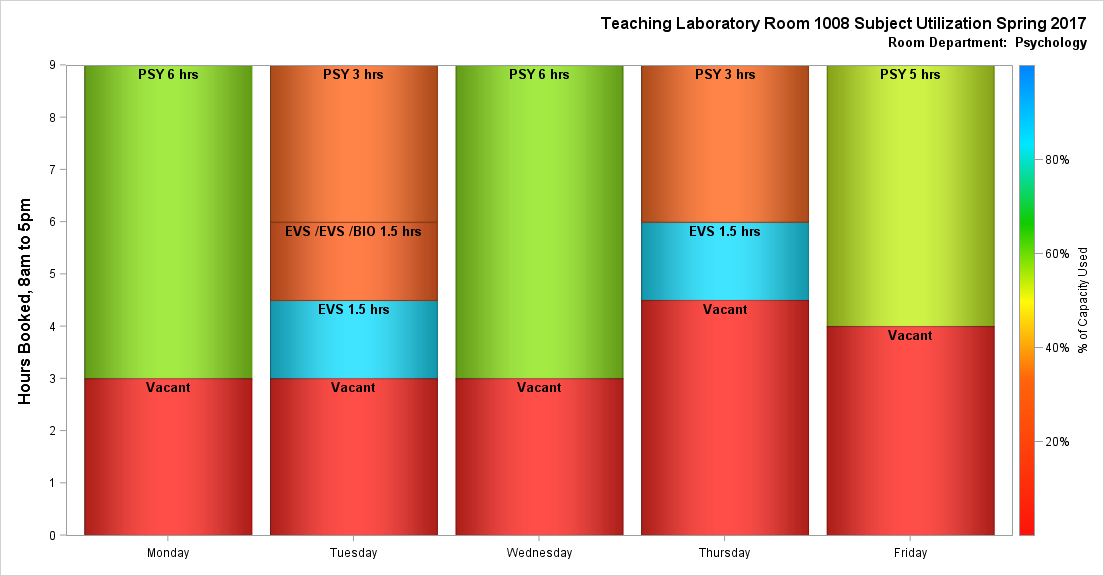 Teaching Laboratory Room 1008 Subject Utilization Spring 2017
Room Department:  Psychology
Hours Booked, 8am to 5pm
9
8
7
6
5
4
3
2
1
0
PSY 6 hrs
Vacant
PSY 3 hrs
EVS /EVS /BIO 1.5 hrs
EVS 1.5 hrs
Vacant
PSY 6 hrs
Vacant
PSY 3 hrs
EVS 1.5 hrs
Vacant
PSY 5 hrs
Vacant
Monday
Tuesday
Wednesday
Thursday
Friday
80%
60%
40%
20%
% of Capacity Used